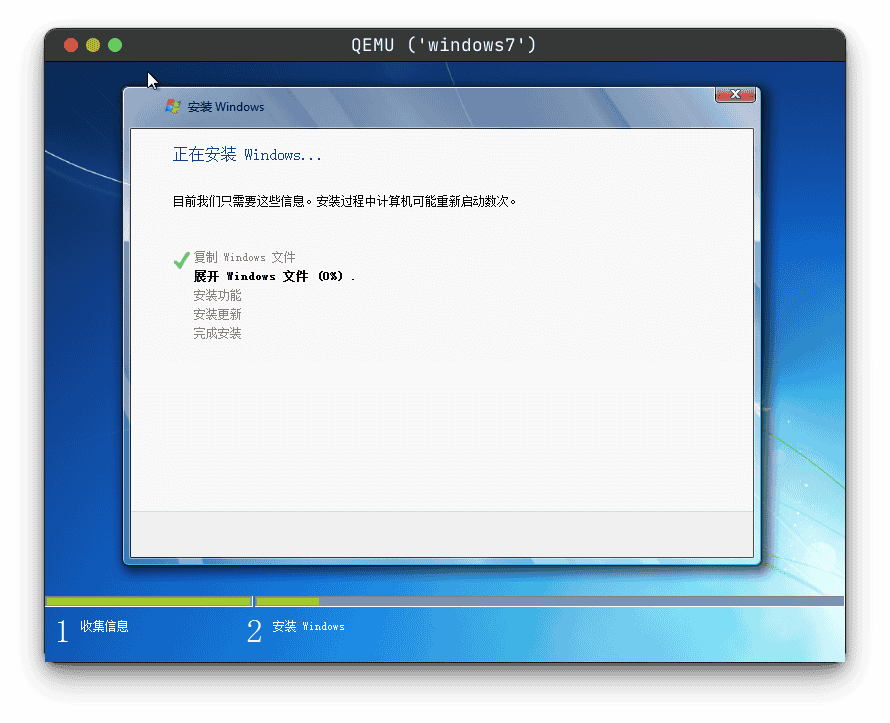 QEMU ('windows7')
安装 Windows
正在安装 Windows...
目前我们只需要这些信息。安装过程中计算机可能重新启动数次。
复制 Windows 文件
展开 Windows 文件 (0%) .
安装功能
安装更新
完成安装
1 收集信息
2 安装 Windows